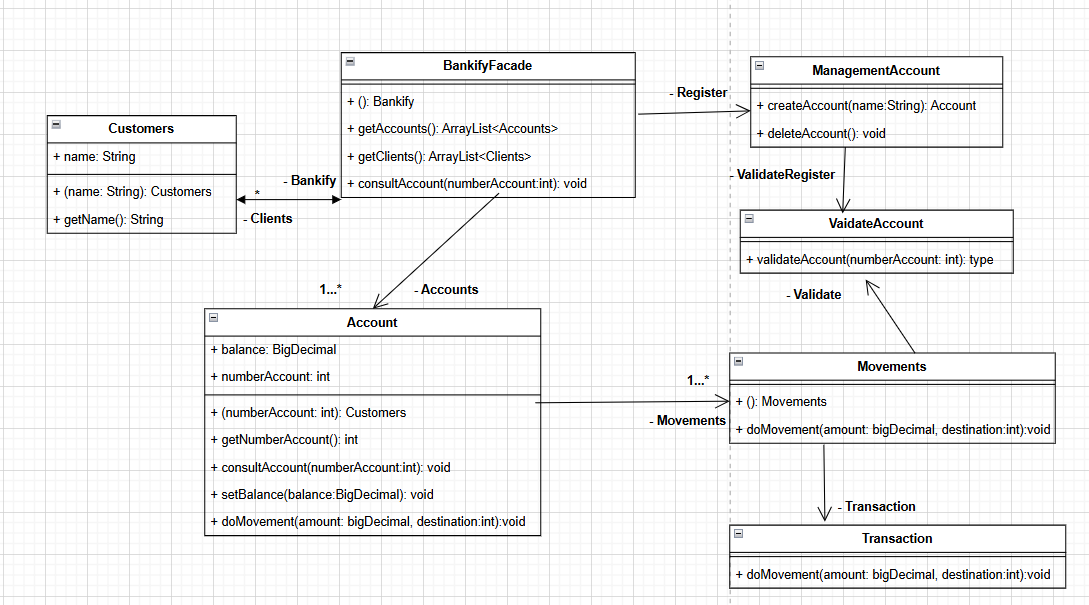 BankifyFacade
+ (): Bankify
+ getAccounts(): ArrayList<Accounts>
+ getClients(): ArrayList<Clients>
+ consultAccount(numberAccount:int): void
- Register
ManagementAccount
+ createAccount(name:String): Account
+ deleteAccount(): void
Customers
+ name: String
+ (name: String): Customers
+ getName(): String
- Bankify
*
- Clients
- ValidateRegister
VaidateAccount
+ validateAccount(numberAccount: int): type
- Validate
1...*
- Accounts
Account
+ balance: BigDecimal
+ numberAccount: int
+ (numberAccount: int): Customers
+ getNumberAccount(): int
+ consultAccount(numberAccount:int): void
+ setBalance(balance:BigDecimal): void
+ doMovement(amount: bigDecimal, destination:int):void
1...*
- Movements
Movements
+ (): Movements
+ doMovement(amount: bigDecimal, destination:int):void
- Transaction
Transaction
+ doMovement(amount: bigDecimal, destination:int):void